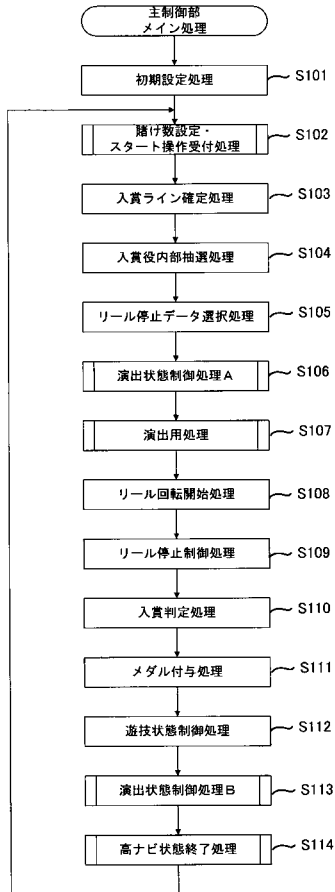 主制御部
メイン処理
初期設定処理
S101
賭け数設定・
スタート操作受付処理
S102
入賞ライン確定処理
S103
入賞役内部抽選処理
S104
リール停止データ選択処理
S105
演出状態制御処理A
S106
演出用処理
S107
リール回転開始処理
S108
リール停止制御処理
S109
入賞判定処理
S110
メダル付与処理
S111
遊技状態制御処理
S112
演出状態制御処理B
S113
高ナビ状態終了処理
S114